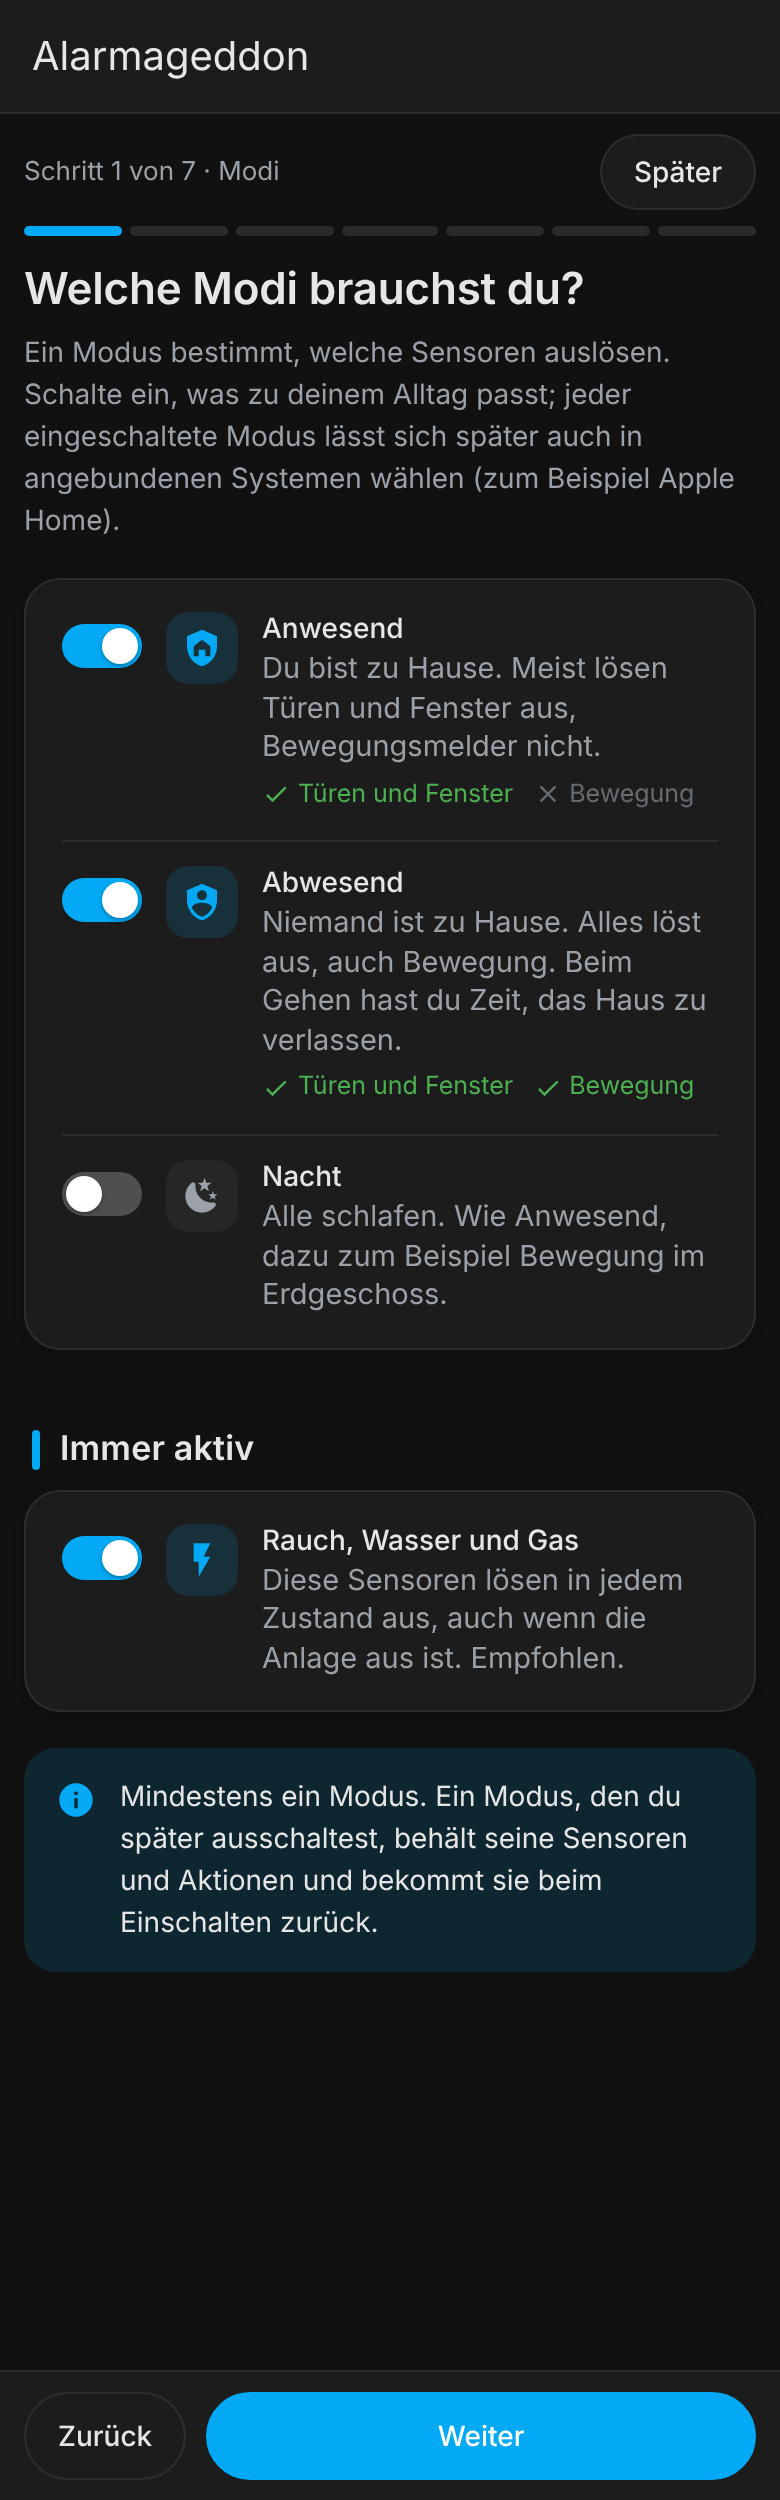 Alarmageddon
Schritt 1 von 7 · Modi
Später
Welche Modi brauchst du?
Ein Modus bestimmt, welche Sensoren auslösen.
Schalte ein, was zu deinem Alltag passt; jeder
eingeschaltete Modus lässt sich später auch in
angebundenen Systemen wählen (zum Beispiel Apple
Home).
Anwesend
Du bist zu Hause. Meist lösen
Türen und Fenster aus,
Bewegungsmelder nicht.
Türen und Fenster Bewegung
Abwesend
Niemand ist zu Hause. Alles löst
aus, auch Bewegung. Beim
Gehen hast du Zeit, das Haus zu
verlassen.
Türen und Fenster Bewegung
Nacht
Alle schlafen. Wie Anwesend,
dazu zum Beispiel Bewegung im
Erdgeschoss.
Immer aktiv
Rauch, Wasser und Gas
Diese Sensoren lösen in jedem
Zustand aus, auch wenn die
Anlage aus ist. Empfohlen.
Mindestens ein Modus. Ein Modus, den du
später ausschaltest, behält seine Sensoren
und Aktionen und bekommt sie beim
Einschalten zurück.
Zurück
Weiter